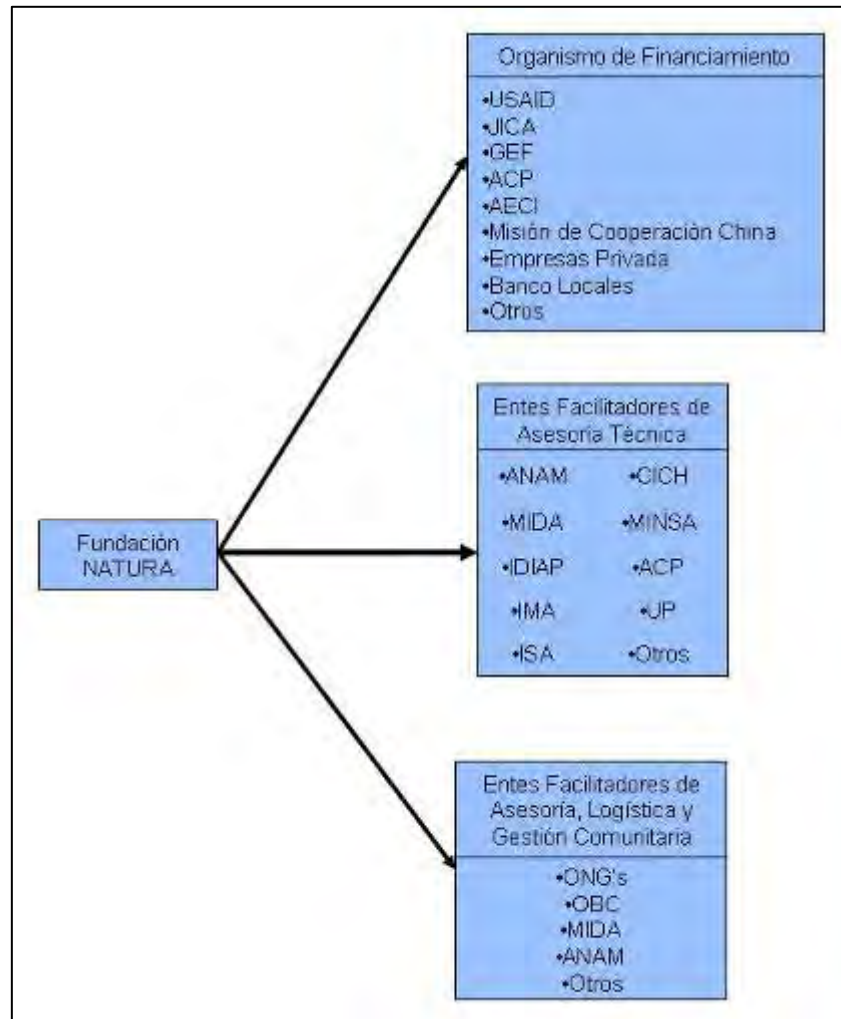 Organismo de Financiamiento
•USAID
•JICA
•GEF
•ACP
•AECI
•Misión de Cooperación China
•Empresas Privada
•Banco Locales
•Otros
Fundación
NATURA
Entes Facilitadores de
Asesoría Técnica
•ANAM •CICH
•MIDA •MINSA
•IDIAP •ACP
•IMA •UP
•ISA •Otros
Entes Facilitadores de
Asesoría, Logística y
Gestión Comunitaria
•ONG's
•OBC
•MIDA
•ANAM
•Otros